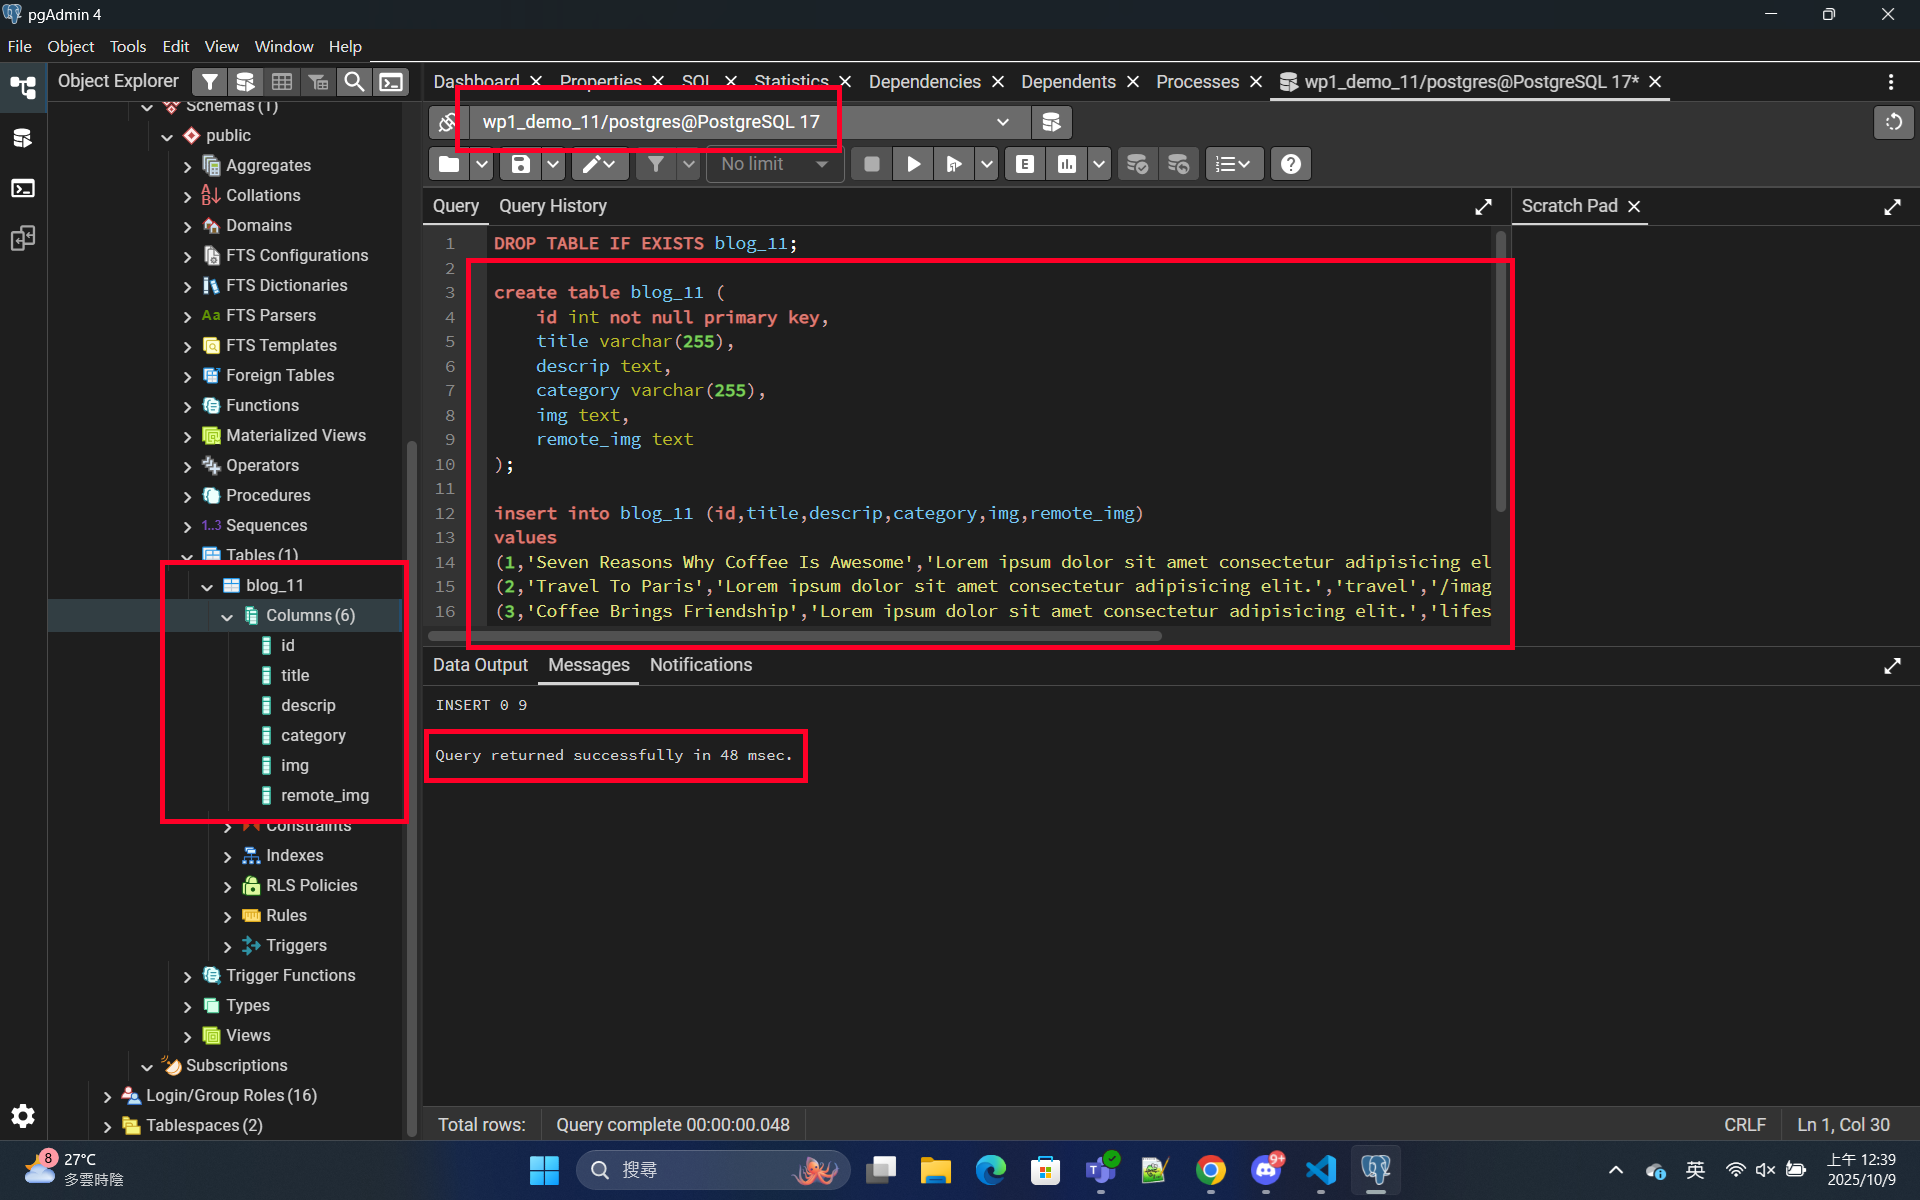 pgAdmin 4
File Object Tools Edit View Window Help
Object Explorer
Schemas (1)
public
Aggregates
Collations
Domains
FTS Configurations
FTS Dictionaries
Aa FTS Parsers
FTS Templates
Foreign Tables
Functions
Materialized Views
Operators
Procedures
1..3 Sequences
Tables (1)
blog_11
Columns (6)
id
title
descrip
category
img
remote_img
Constraints
Indexes
RLS Policies
Rules
Triggers
Trigger Functions
Types
Views
Subscriptions
Login/Group Roles (16)
Tablespaces (2)
Dashboard Properties SQL Statistics Dependencies Dependents Processes wp1_demo_11/postgres@PostgreSQL 17*
wp1_demo_11/postgres@PostgreSQL 17
No limit
E
Query Query History
Scratch Pad
1 DROP TABLE IF EXISTS blog_11;
2
3 create table blog_11 (
4 id int not null primary key,
5 title varchar(255),
6 descrip text,
7 category varchar(255),
8 img text,
9 remote_img text
10 );
11
12 insert into blog_11 (id,title,descrip,category,img,remote_img)
13 values
14 (1,'Seven Reasons Why Coffee Is Awesome','Lorem ipsum dolor sit amet consectetur adipisicing el
15 (2,'Travel To Paris','Lorem ipsum dolor sit amet consectetur adipisicing elit.','travel','/imag
16 (3,'Coffee Brings Friendship','Lorem ipsum dolor sit amet consectetur adipisicing elit.','lifes
Data Output Messages Notifications
INSERT 0 9
Query returned successfully in 48 msec.
Total rows: Query complete 00:00:00.048
CRLF Ln 1, Col 30
8
27°C
多雲時陰
搜尋
9+
英
上午 12:39
2025/10/9